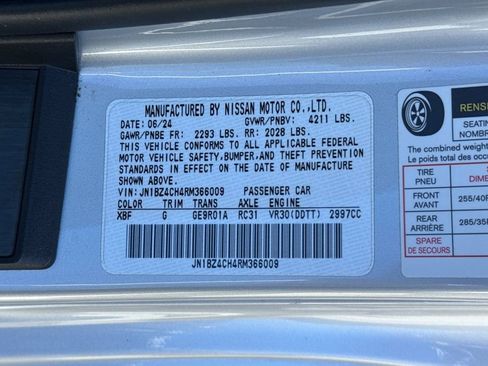 MANUFACTURED BY NISSAN MOTOR CO.,LTD.
DATE: 06/24 GVWR/PNBV: 4211 LBS.
GAWR/PNBE FR: 2293 LBS. RR: 2028 LBS.
THIS VEHICLE CONFORMS TO ALL APPLICABLE FEDERAL
MOTOR VEHICLE SAFETY, BUMPER, AND THEFT PREVENTION
STANDARDS IN EFFECT ON THE DATE OF MANUFACTURE
SHOWN ABOVE.
VIN: JN1BZ4CH4RM366009 PASSENGER CAR
COLOR TRIM TRANS AXLE ENGINE
XBF G GE9R01A RC31 VR30(DDTT) 2997CC
JN1BZ4CH4RM366009
RENSE
SEATIN
NOMBR
The combined weight
Le poids total des oc
TIRE
PNEU
DIME
FRONT
AVANT
255/40R
REAR
ARRIÈRE
285/35R
SPARE
DE SECOURS